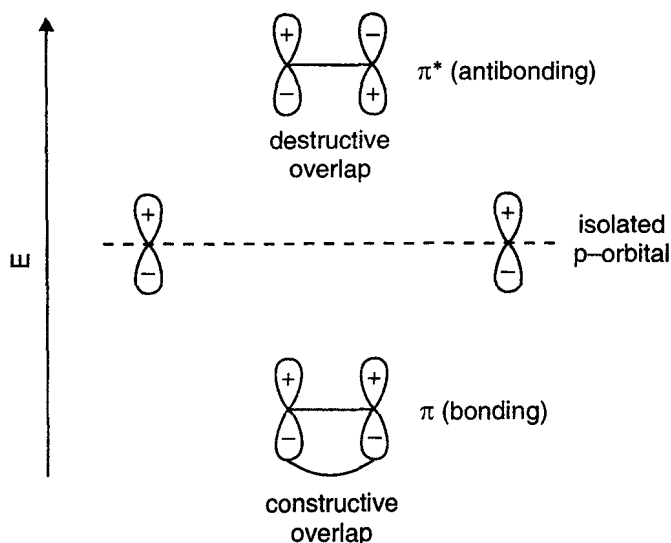 + −
− +
π* (antibonding)
destructive
overlap
E
+ +
− −
isolated
p–orbital
+ +
− −
π (bonding)
constructive
overlap